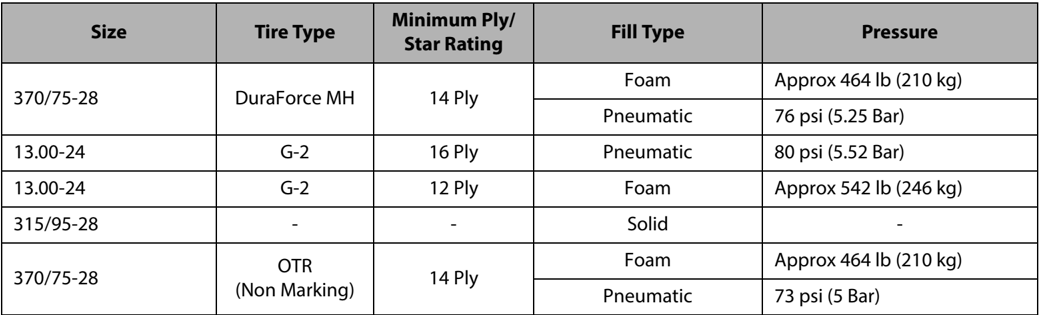 Size Tire Type Minimum Ply/ Star Rating Fill Type Pressure
370/75-28 DuraForce MH 14 Ply Foam Approx 464 lb (210 kg)
Pneumatic 76 psi (5.25 Bar)
13.00-24 G-2 16 Ply Pneumatic 80 psi (5.52 Bar)
13.00-24 G-2 12 Ply Foam Approx 542 lb (246 kg)
315/95-28 - - Solid -
370/75-28 OTR (Non Marking) 14 Ply Foam Approx 464 lb (210 kg)
Pneumatic 73 psi (5 Bar)